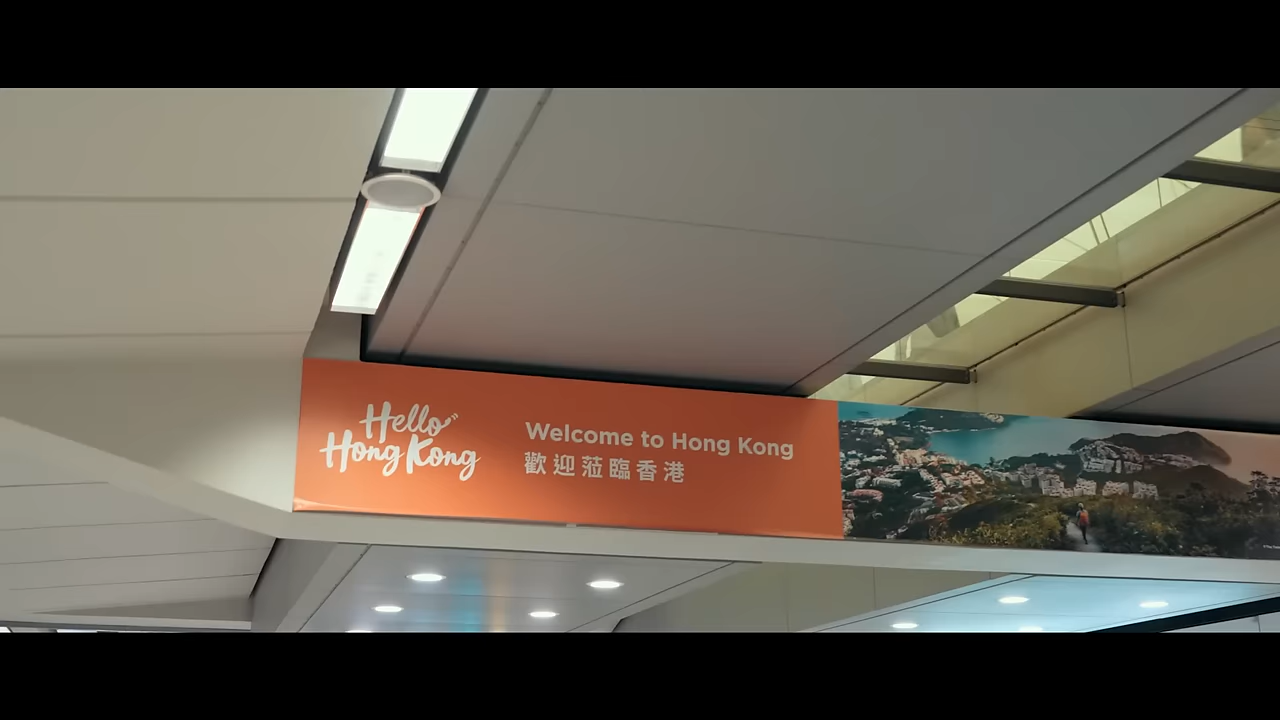 Hello
Hong Kong
Welcome to Hong Kong
歡迎蒞臨香港